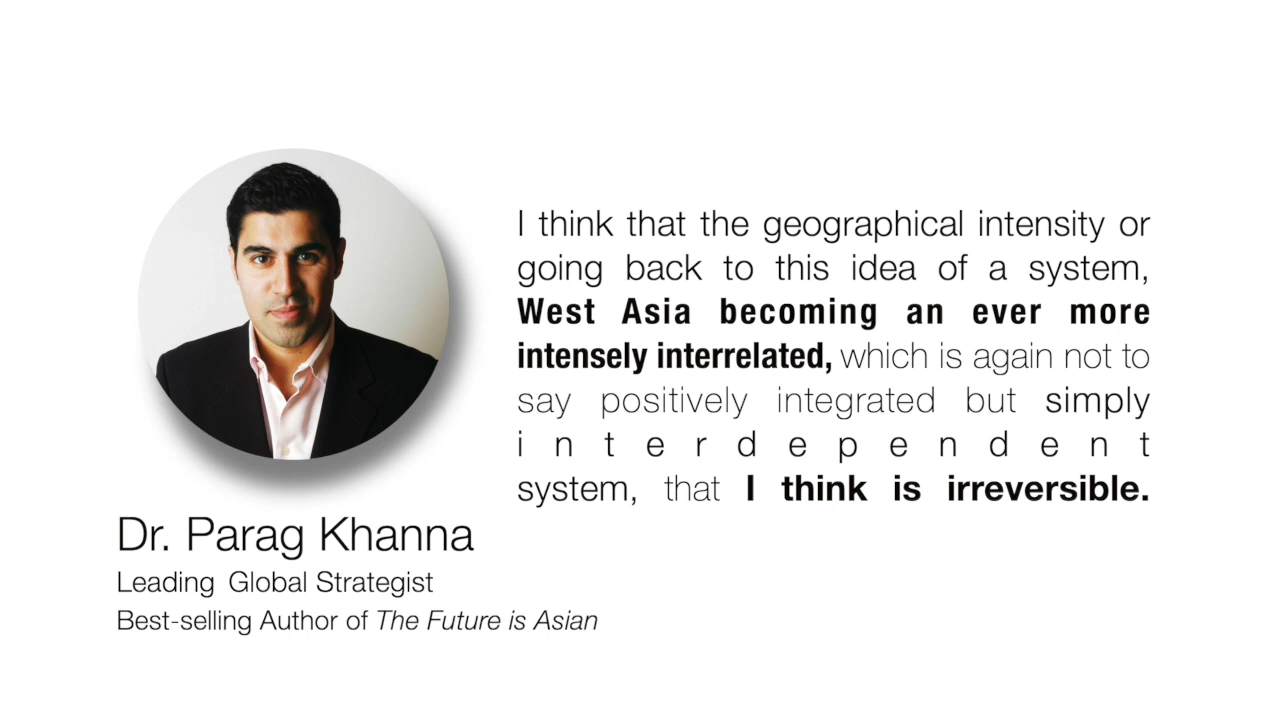 I think that the geographical intensity or
going back to this idea of a system,
West Asia becoming an ever more
intensely interrelated, which is again not to
say positively integrated but simply
interdependent
system, that I think is irreversible.
Dr. Parag Khanna
Leading Global Strategist
Best-selling Author of The Future is Asian